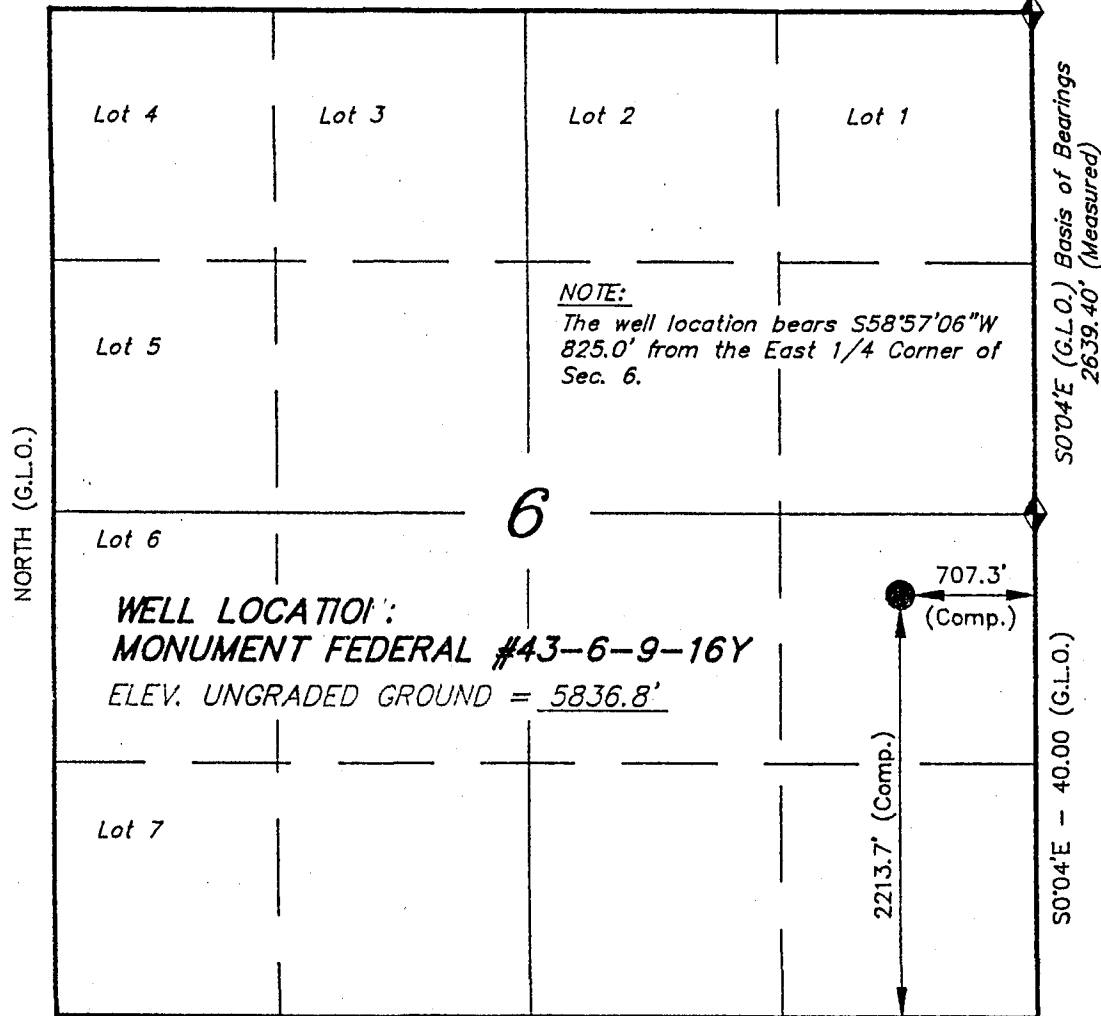 Lot 4
Lot 3
Lot 2
Lot 1
S0°04'E (G.L.O.) Basis of Bearings
2639.40' (Measured)
NOTE:
The well location bears S58°57'06"W
825.0' from the East 1/4 Corner of
Sec. 6.
Lot 5
NORTH (G.L.O.)
6
Lot 6
707.3'
(Comp.)
WELL LOCATION:
MONUMENT FEDERAL #43-6-9-16Y
ELEV. UNGRADED GROUND = 5836.8'
2213.7' (Comp.)
S0°04'E - 40.00 (G.L.O.)
Lot 7